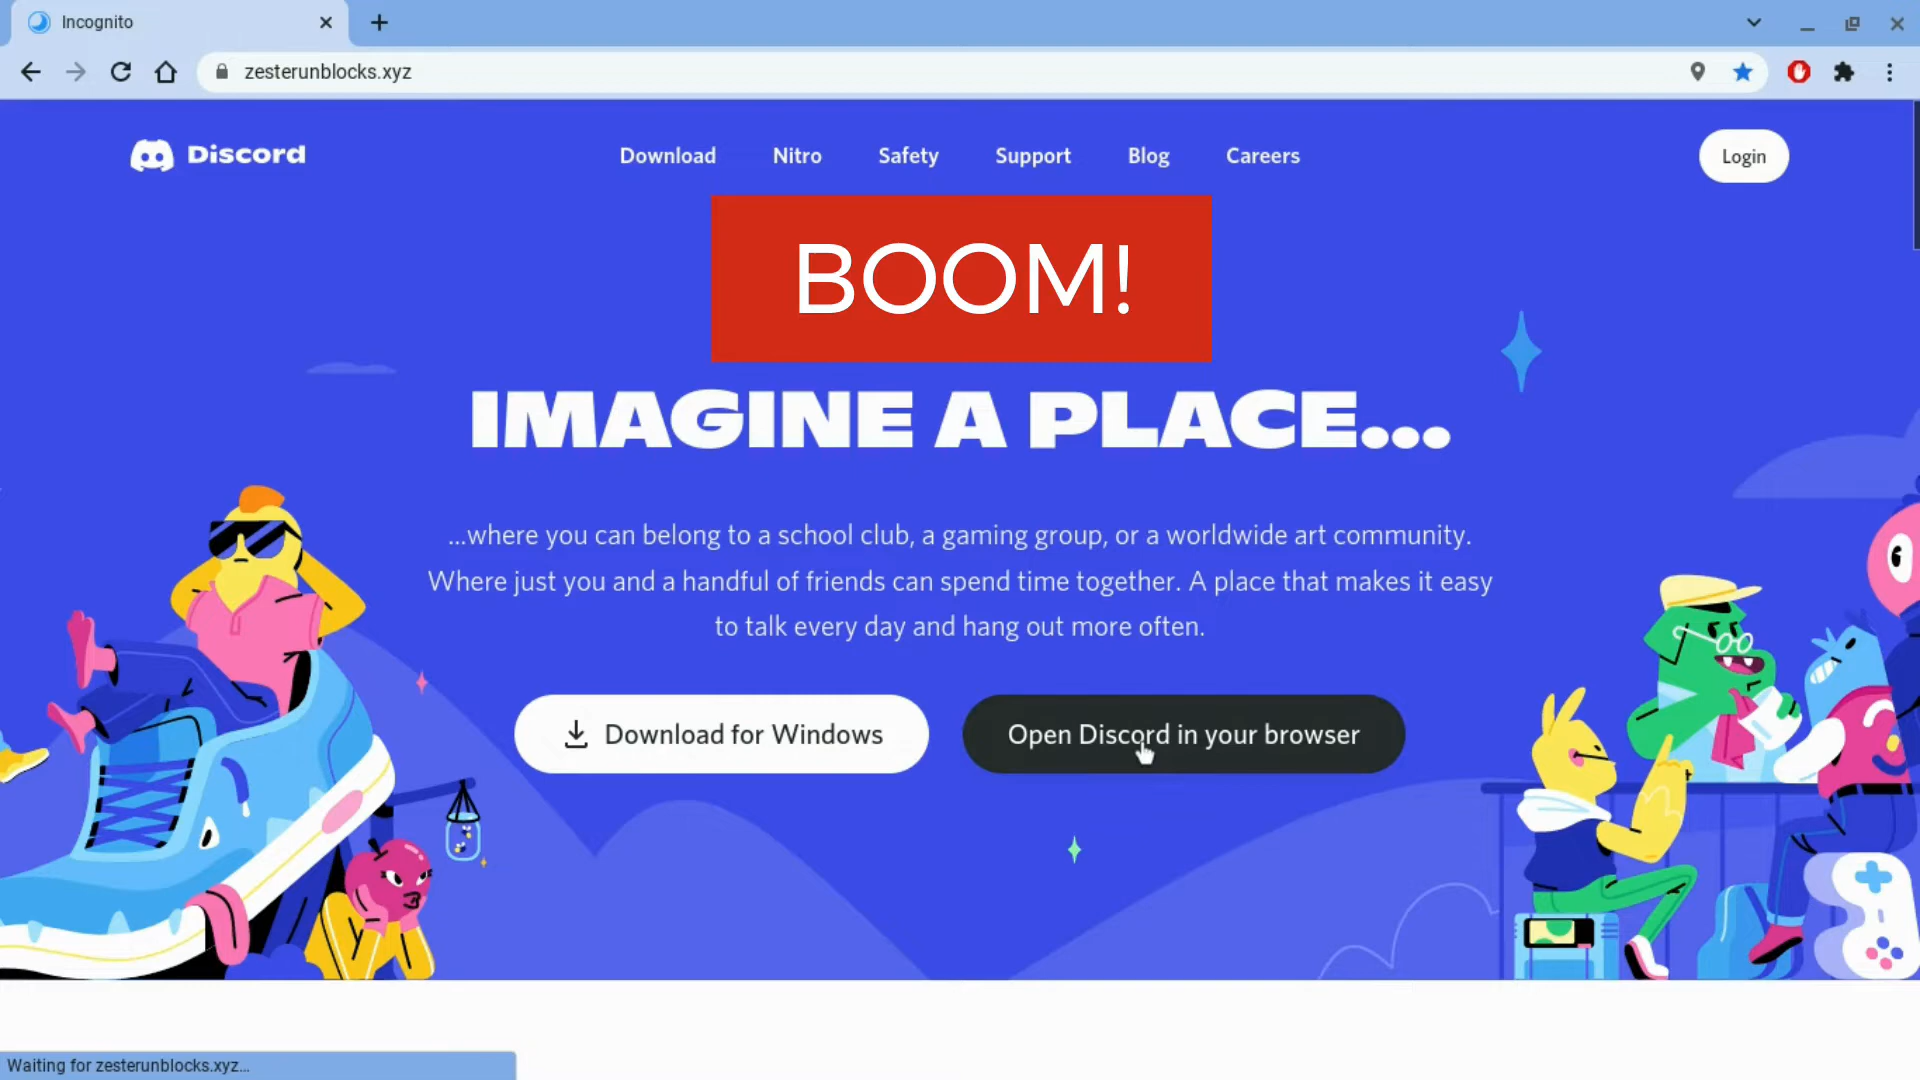 Incognito
zesterunblocks.xyz
Discord
Download Nitro Safety Support Blog Careers
Login
BOOM!
IMAGINE A PLACE...
...where you can belong to a school club, a gaming group, or a worldwide art community.
Where just you and a handful of friends can spend time together. A place that makes it easy
to talk every day and hang out more often.
Download for Windows
Open Discord in your browser
Waiting for zesterunblocks.xyz...